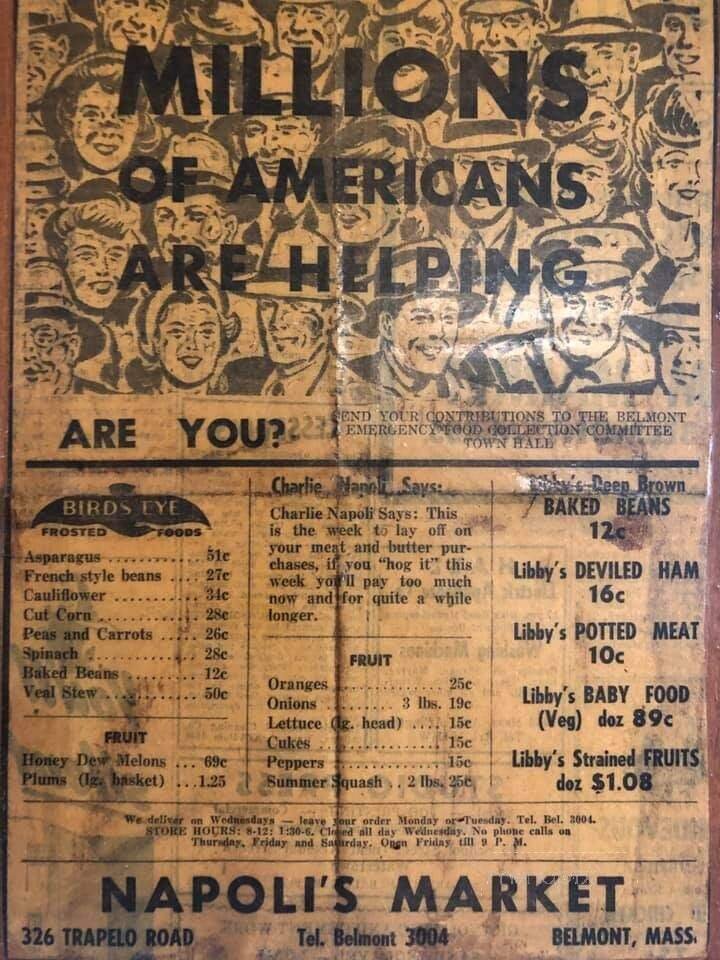 MILLIONS
OF AMERICANS
ARE HELPING
ARE YOU?
SEND YOUR CONTRIBUTIONS TO THE BELMONT
EMERGENCY FOOD COLLECTION COMMITTEE
TOWN HALL
BIRDS EYE
FROSTED FOODS
Asparagus ............ 51c
French style beans .... 27c
Cauliflower ........... 34c
Cut Corn .............. 28c
Peas and Carrots ..... 26c
Spinach ............... 28c
Baked Beans .......... 12c
Veal Stew ............. 50c
FRUIT
Honey Dew Melons ... 69c
Plums (lg. basket) ...1.25
Charlie Napoli Says:
Charlie Napoli Says: This
is the week to lay off on
your meat and butter pur-
chases, if you "hog it" this
week you'll pay too much
now and for quite a while
longer.
FRUIT
Oranges ............... 25c
Onions ......... 3 lbs. 19c
Lettuce (lg. head) .... 15c
Cukes ................. 15c
Peppers ............... 15c
Summer Squash .. 2 lbs. 25c
Libby's Deep Brown
BAKED BEANS
12c
Libby's DEVILED HAM
16c
Libby's POTTED MEAT
10c
Libby's BABY FOOD
(Veg) doz 89c
Libby's Strained FRUITS
doz $1.08
We deliver on Wednesdays — leave your order Monday or Tuesday. Tel. Bel. 3004.
STORE HOURS: 8-12: 1:30-6. Closed all day Wednesday. No phone calls on
Thursday, Friday and Saturday. Open Friday till 9 P. M.
NAPOLI'S MARKET
326 TRAPELO ROAD Tel. Belmont 3004 BELMONT, MASS.